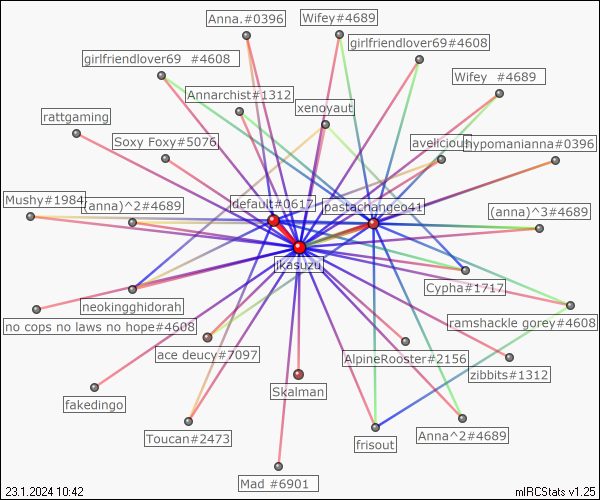 Anna.#0396
Wifey#4689
girlfriendlover69#4608
girlfriendlover69 #4608
Wifey #4689
Annarchist#1312
xenoyaut
rattgaming
Soxy Foxy#5076
avelicious
hypomanianna#0396
Mushy#1984
(anna)^2#4689
default#0617
pastachangeo41
(anna)^3#4689
ikasuzu
Cypha#1717
neokingghidorah
no cops no laws no hope#4608
ramshackle gorey#4608
ace deucy#7097
AlpineRooster#2156
zibbits#1312
Skalman
fakedingo
Toucan#2473
frisout
Anna^2#4689
Mad #6901
23.1.2024 10:42
mIRCStats v1.25